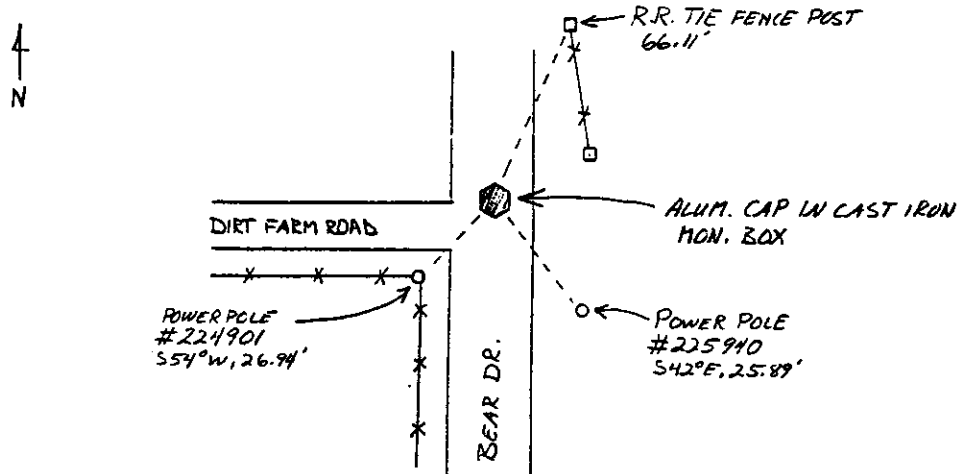 N
R.R. TIE FENCE POST
66.11'
ALUM. CAP IN CAST IRON
MON. BOX
DIRT FARM ROAD
POWER POLE
#224901
S54°W, 26.94'
POWER POLE
#225940
S42°E, 25.89'
BEAR DR.